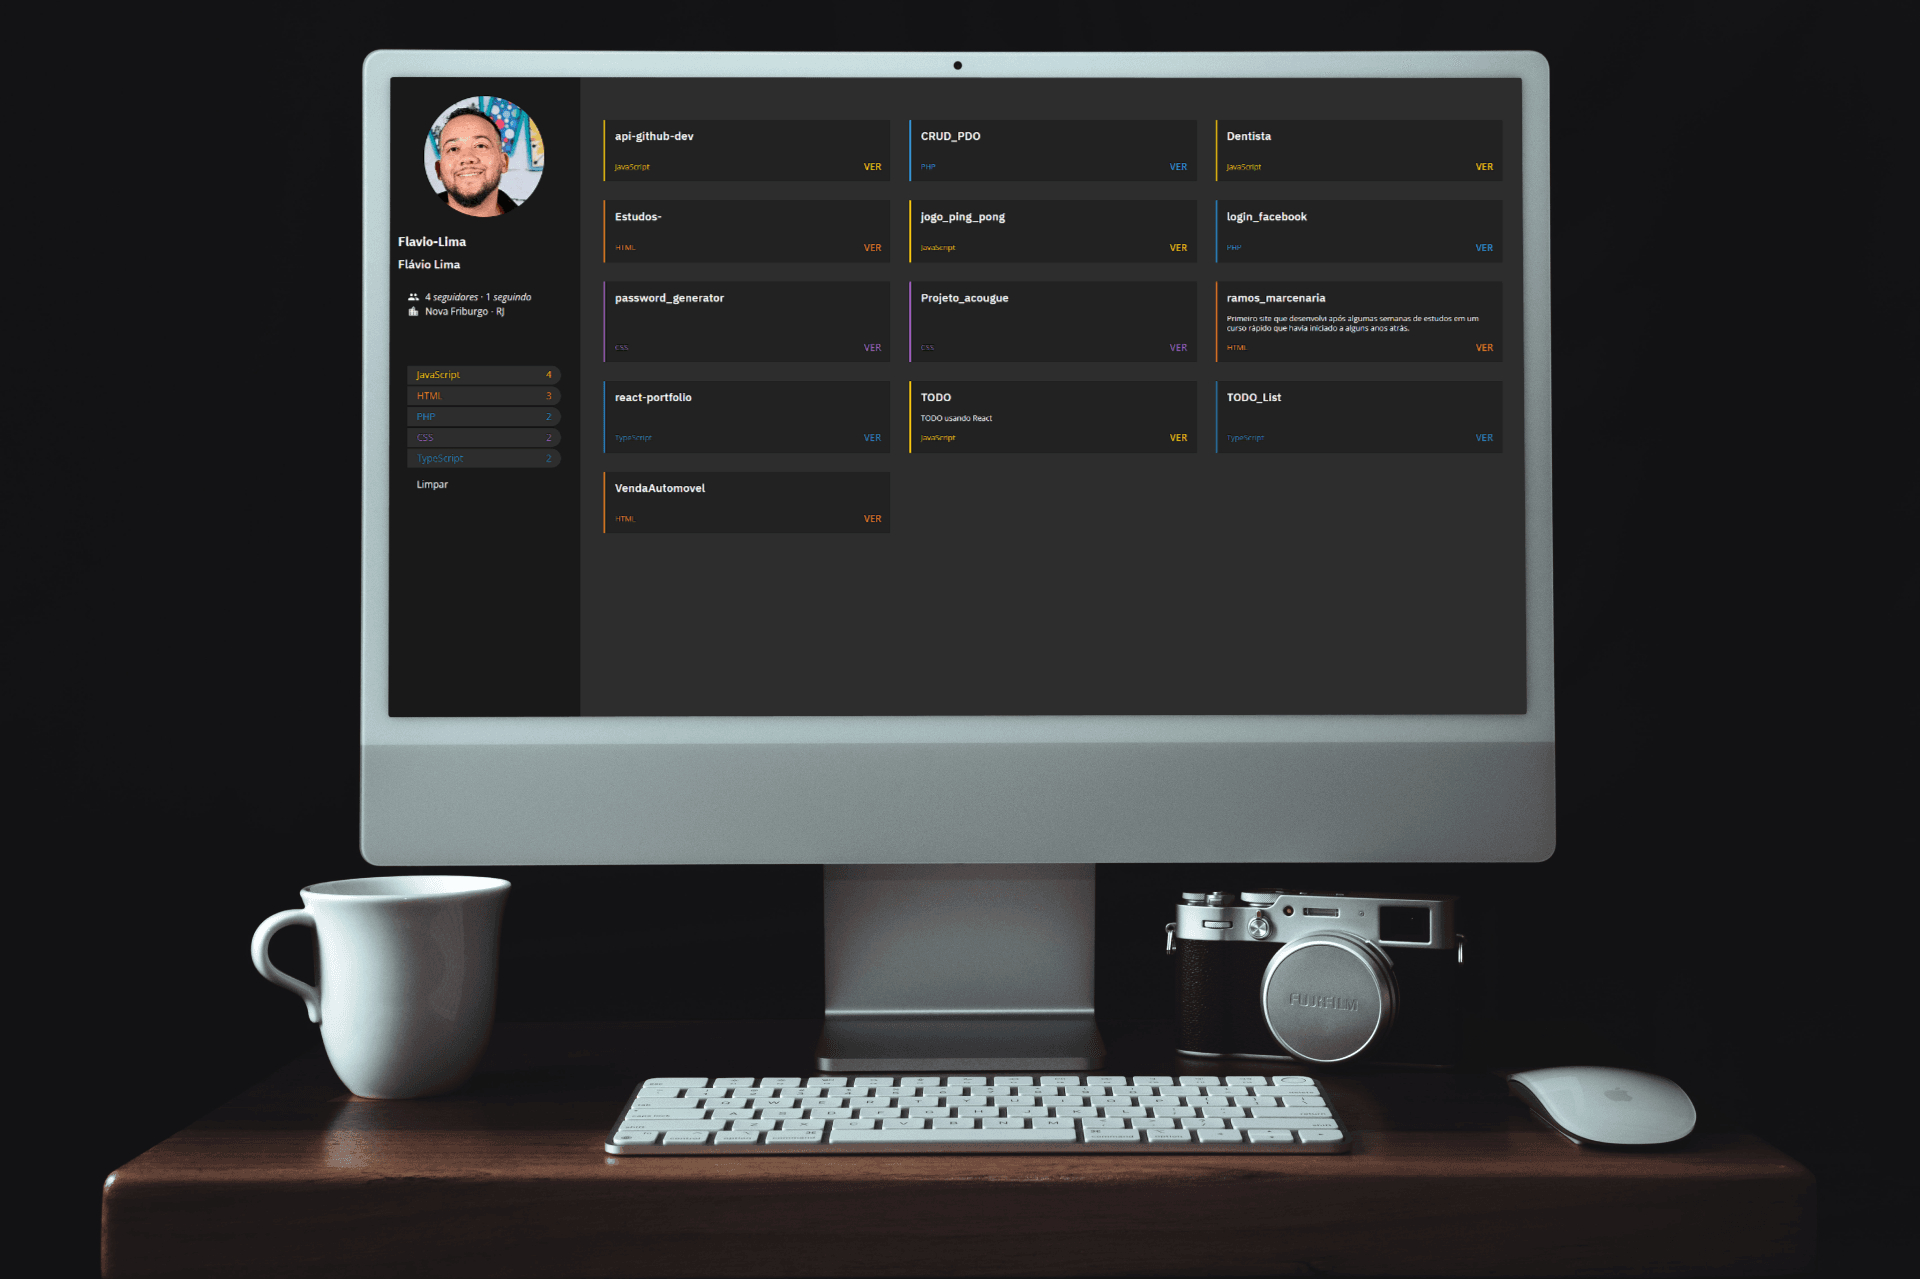 Flavio-Lima
Flávio Lima
4 seguidores · 1 seguindo
Nova Friburgo · RJ
JavaScript 4
HTML 3
PHP 2
CSS 2
TypeScript 2
Limpar
api-github-dev
JavaScript VER
CRUD_PDO
PHP VER
Dentista
JavaScript VER
Estudos-
HTML VER
jogo_ping_pong
JavaScript VER
login_facebook
PHP VER
password_generator
CSS VER
Projeto_acougue
CSS VER
ramos_marcenaria
Primeiro site que desenvolvi após algumas semanas de estudos em um
curso rápido que havia iniciado a alguns anos atrás.
HTML VER
react-portfolio
TypeScript VER
TODO
TODO usando React
JavaScript VER
TODO_List
TypeScript VER
VendaAutomovel
HTML VER
FUJIFILM